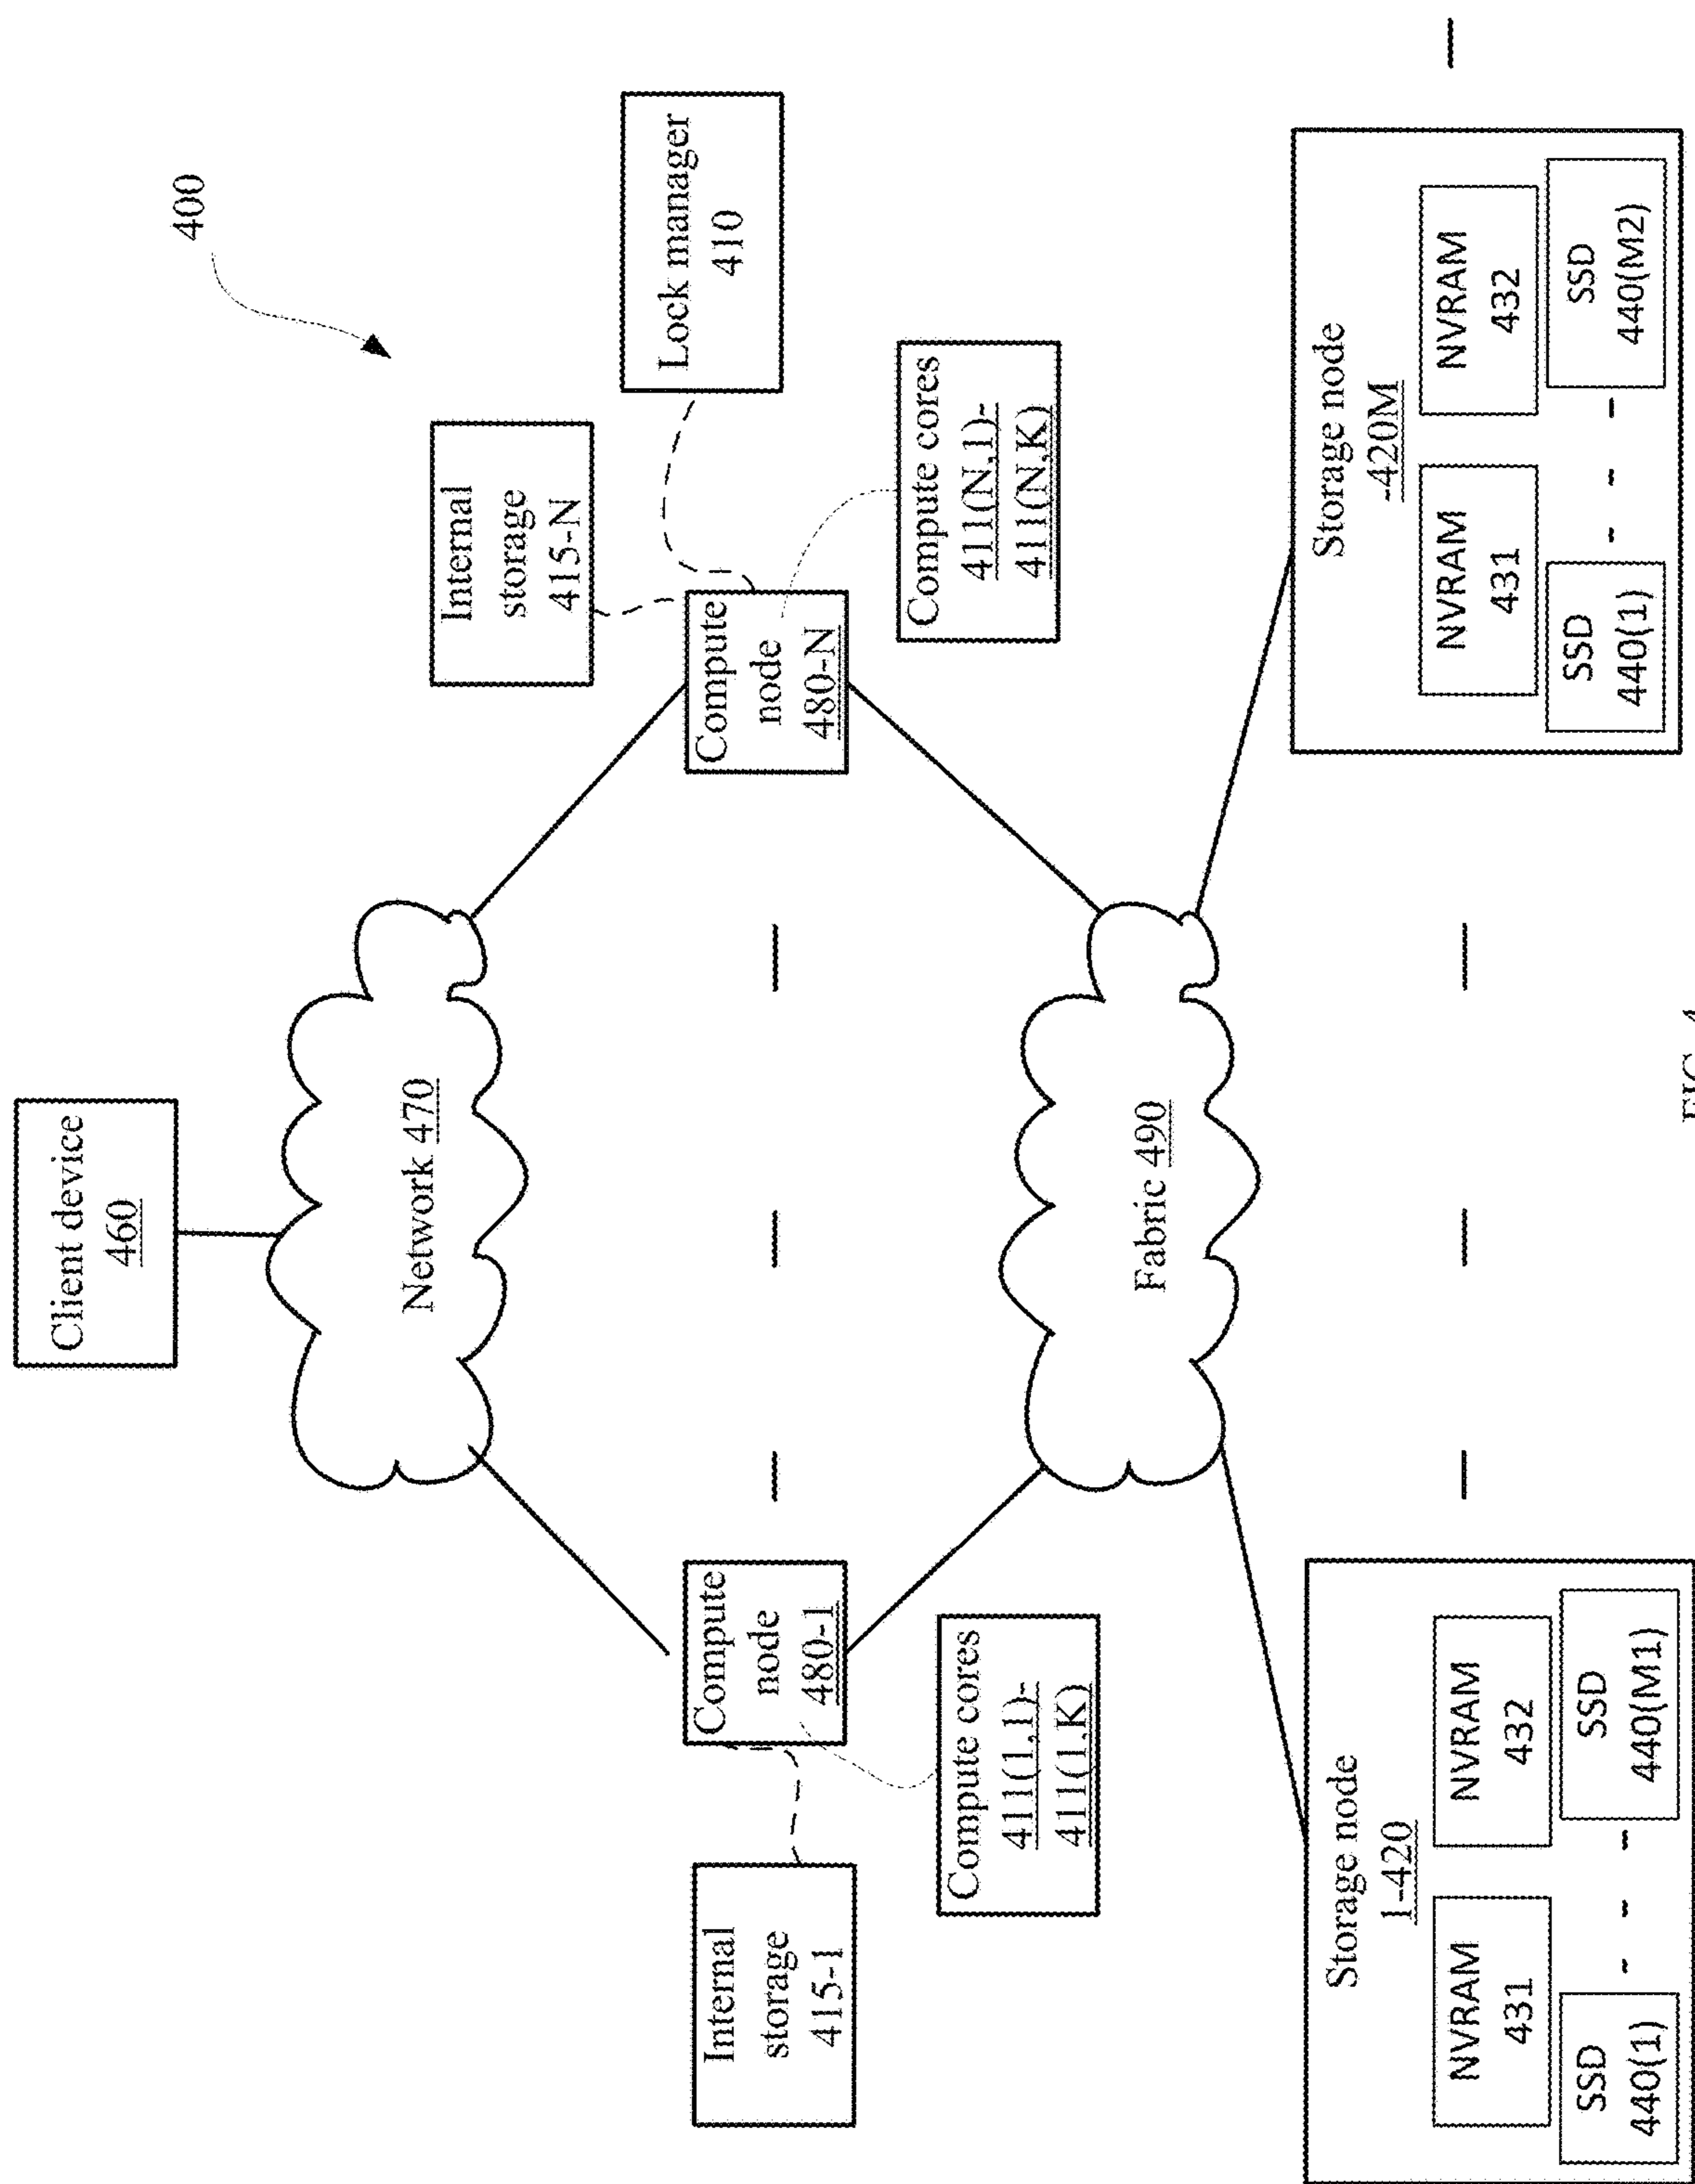 400
Client device
460
Network 470
Internal
storage
415-N
Lock manager
410
Internal
storage
415-1
Compute
node
480-1
Compute
node
480-N
Compute cores
411(1,1)-
411(1,K)
Compute cores
411(N,1)-
411(N,K)
Fabric 490
Storage node
1-420
NVRAM
431
NVRAM
432
SSD
440(1)
SSD
440(M1)
Storage node
-420M
NVRAM
431
NVRAM
432
SSD
440(1)
SSD
440(M2)
FIG. 4